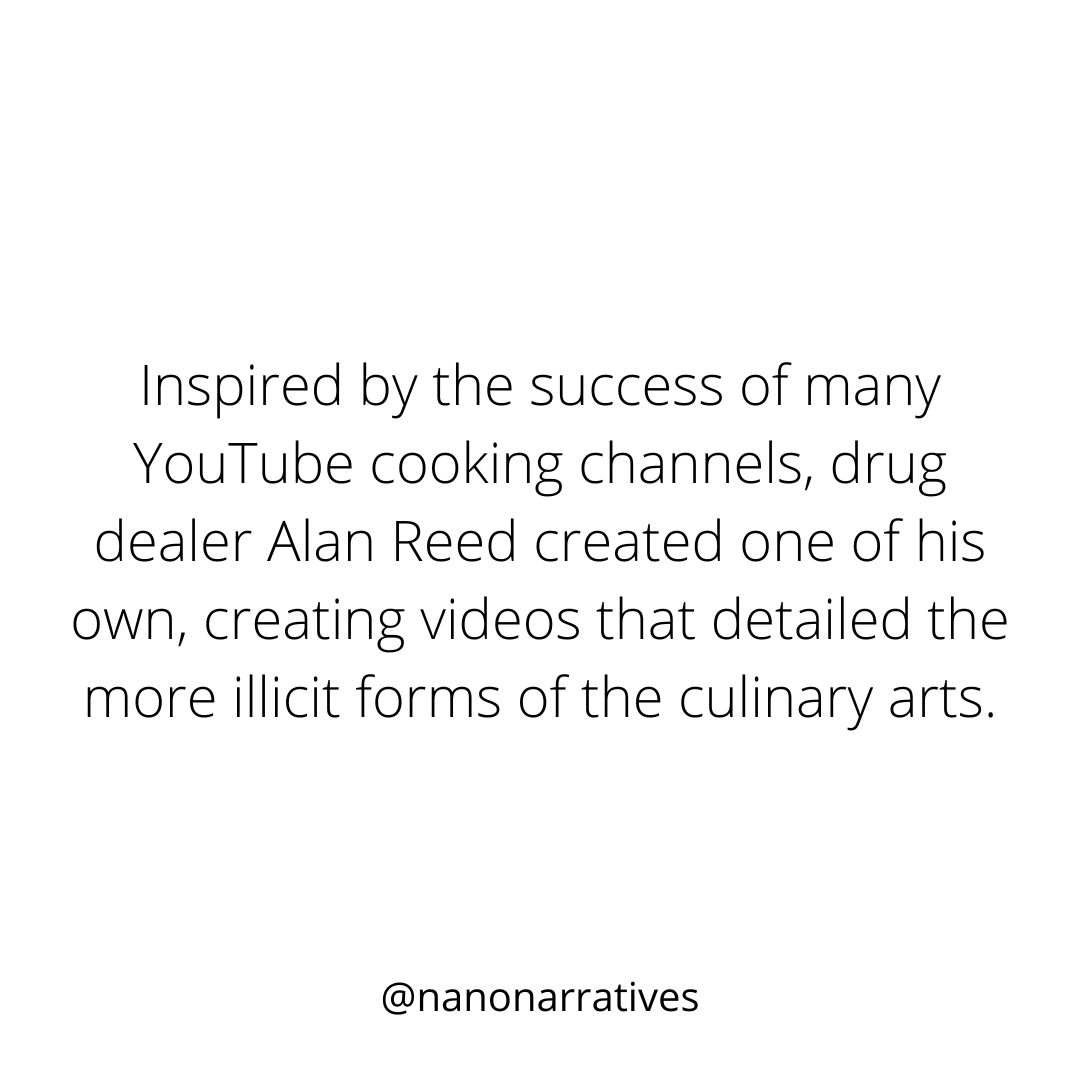 Inspired by the success of many
YouTube cooking channels, drug
dealer Alan Reed created one of his
own, creating videos that detailed the
more illicit forms of the culinary arts.
@nanonarratives